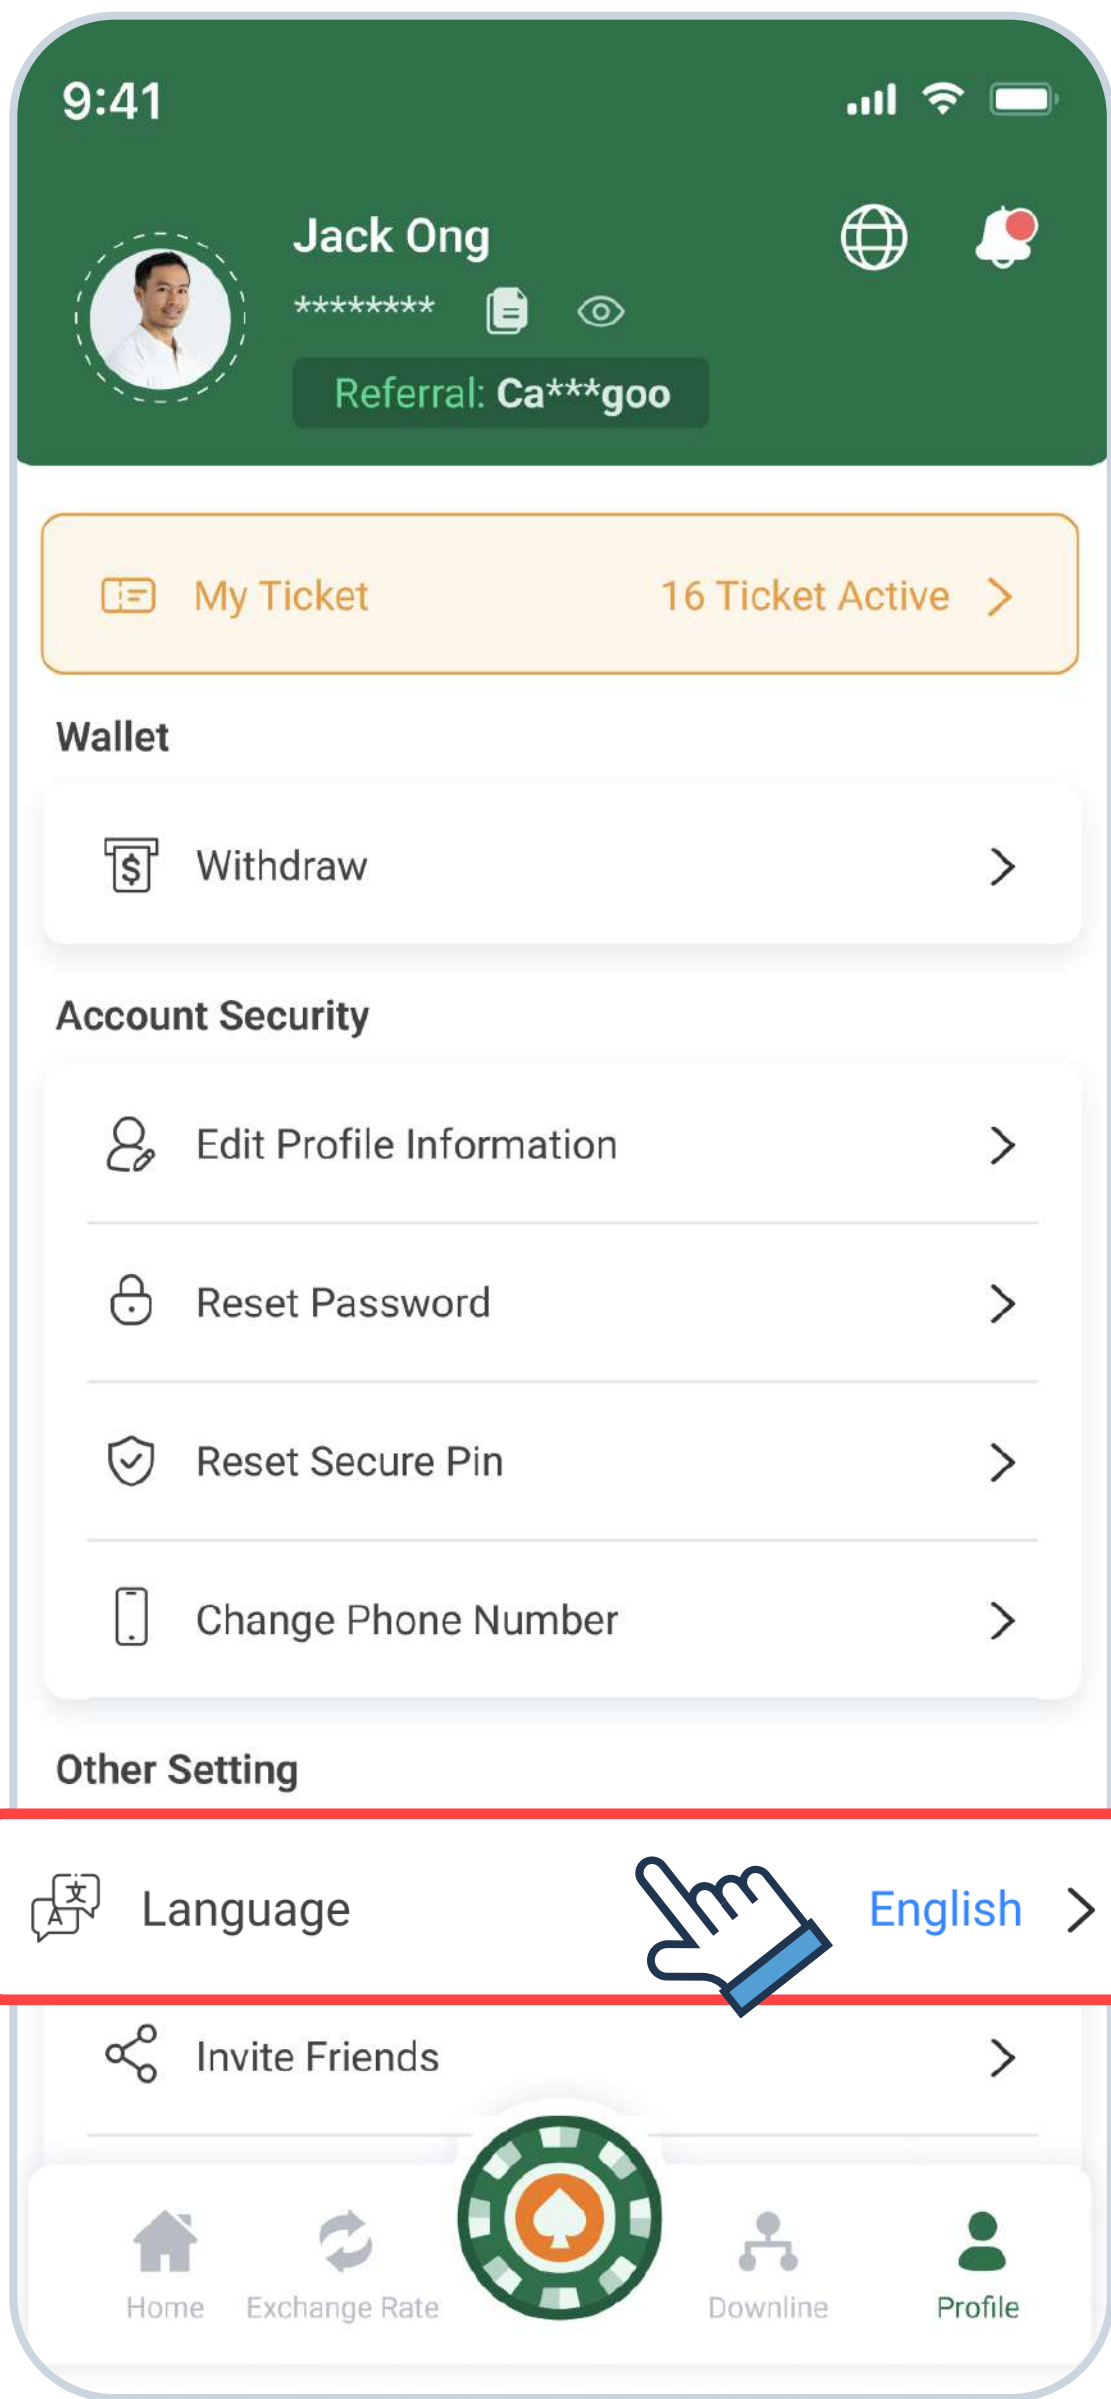 9:41
Jack Ong
********
Referral: Ca***goo
My Ticket 16 Ticket Active
Wallet
$ Withdraw
Account Security
Edit Profile Information
Reset Password
Reset Secure Pin
Change Phone Number
Other Setting
文
A
Language English
Invite Friends
Home Exchange Rate Downline Profile